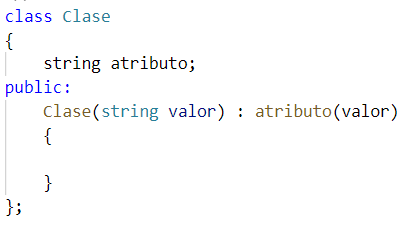 class Clase
{
    string atributo;
public:
    Clase(string valor) : atributo(valor)
    {

    }
};